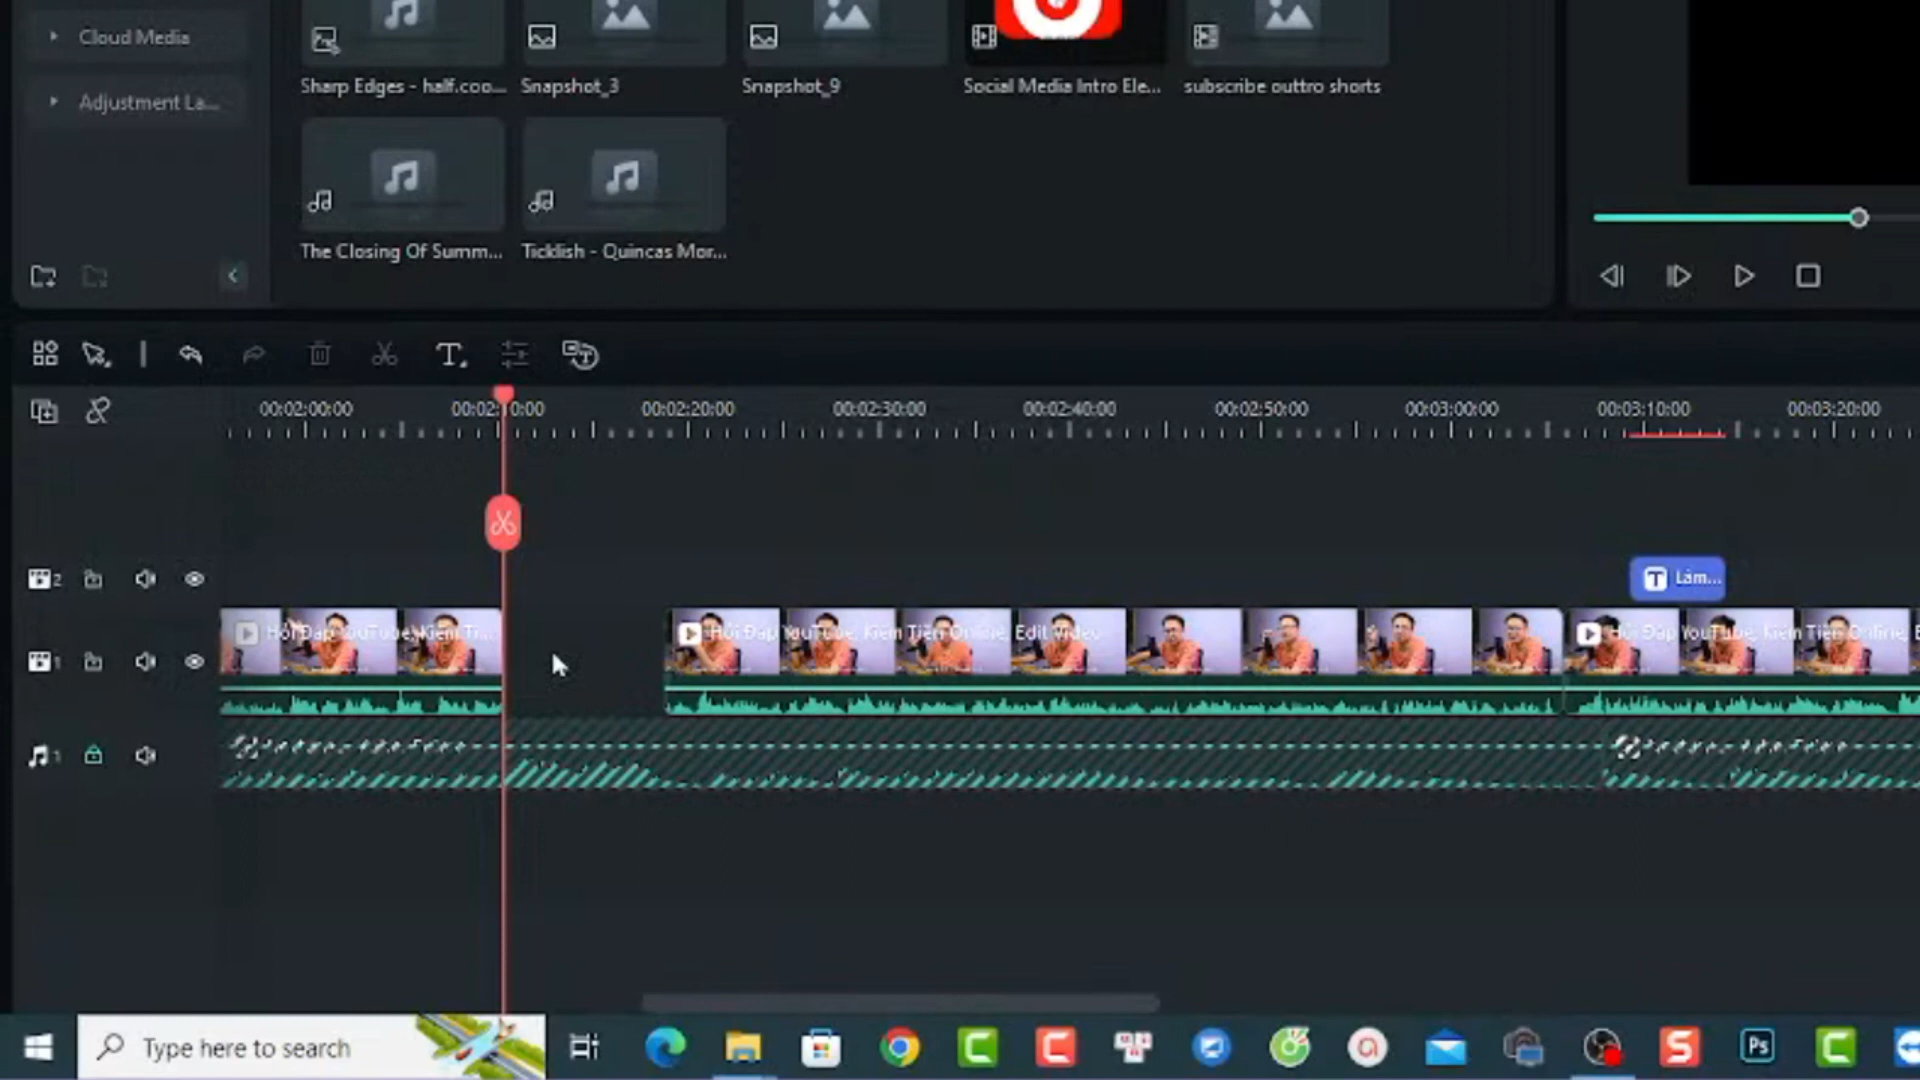 Cloud Media
Adjustment La...
Sharp Edges - half.coo...
Snapshot_3
Snapshot_9
Social Media Intro Ele...
subscribe outtro shorts
The Closing Of Summ...
Ticklish - Quincas Mor...
00:02:00:00
00:02:10:00
00:02:20:00
00:02:30:00
00:02:40:00
00:02:50:00
00:03:00:00
00:03:10:00
00:03:20:00
2
T Làm...
Hỏi Đáp YouTube, Kiếm Ti...
Hỏi Đáp YouTube, Kiếm Tiền Online, Edit Video
Hỏi Đáp YouTube, Kiếm Tiền Online, E
1
1
Type here to search
Ps